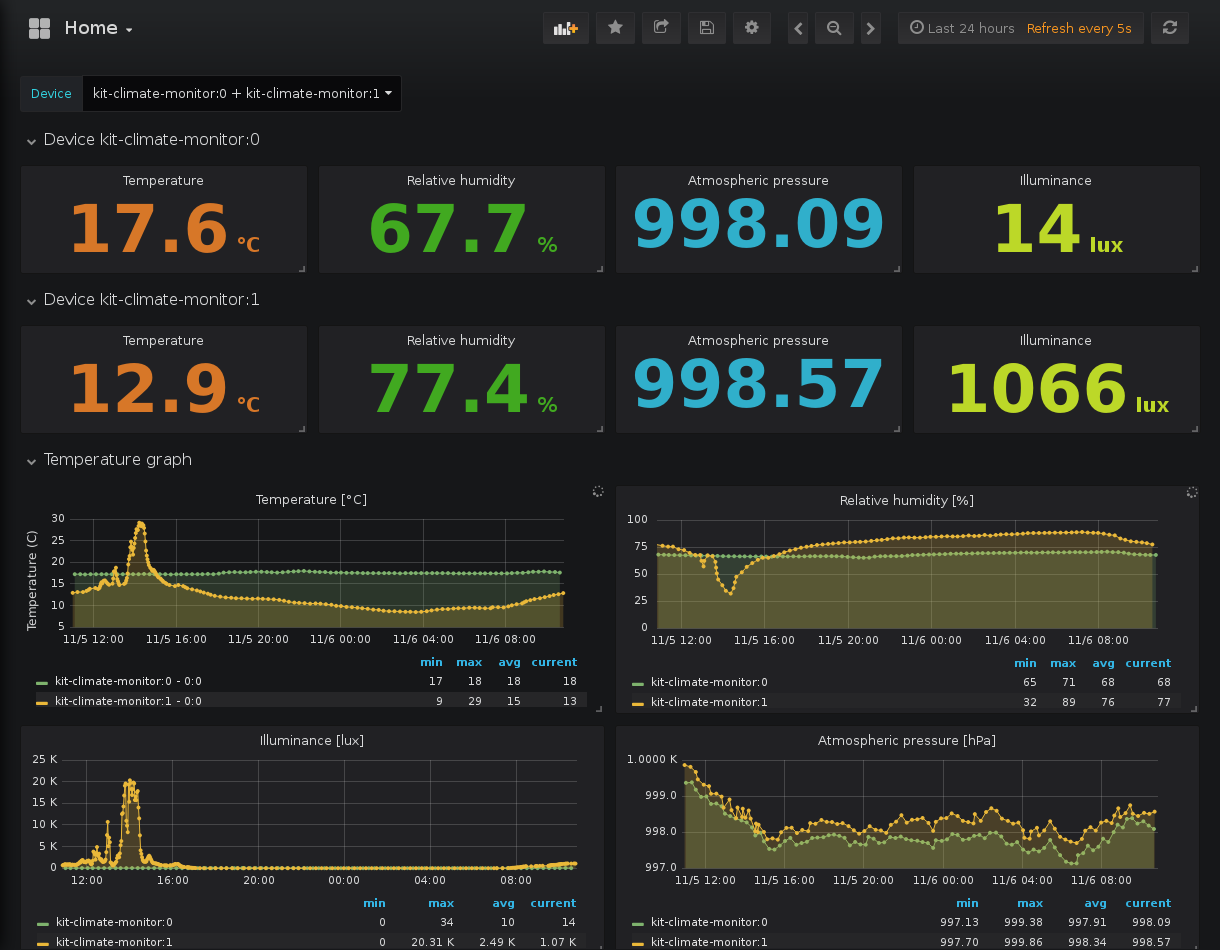 Home
Last 24 hours Refresh every 5s
Device kit-climate-monitor:0 + kit-climate-monitor:1
Device kit-climate-monitor:0
Temperature Relative humidity Atmospheric pressure Illuminance
17.6 °C 67.7 % 998.09 14 lux
Device kit-climate-monitor:1
Temperature Relative humidity Atmospheric pressure Illuminance
12.9 °C 77.4 % 998.57 1066 lux
Temperature graph
Temperature [°C]
Temperature (C)
30
25
20
15
10
5
11/5 12:00 11/5 16:00 11/5 20:00 11/6 00:00 11/6 04:00 11/6 08:00
min max avg current
kit-climate-monitor:0 - 0:0 17 18 18 18
kit-climate-monitor:1 - 0:0 9 29 15 13
Relative humidity [%]
100
75
50
25
0
11/5 12:00 11/5 16:00 11/5 20:00 11/6 00:00 11/6 04:00 11/6 08:00
min max avg current
kit-climate-monitor:0 65 71 68 68
kit-climate-monitor:1 32 89 76 77
Illuminance [lux]
25 K
20 K
15 K
10 K
5 K
0
12:00 16:00 20:00 00:00 04:00 08:00
min max avg current
kit-climate-monitor:0 0 34 10 14
kit-climate-monitor:1 0 20.31 K 2.49 K 1.07 K
Atmospheric pressure [hPa]
1.0000 K
999.0
998.0
997.0
11/5 12:00 11/5 16:00 11/5 20:00 11/6 00:00 11/6 04:00 11/6 08:00
min max avg current
kit-climate-monitor:0 997.13 999.38 997.91 998.09
kit-climate-monitor:1 997.70 999.86 998.34 998.57